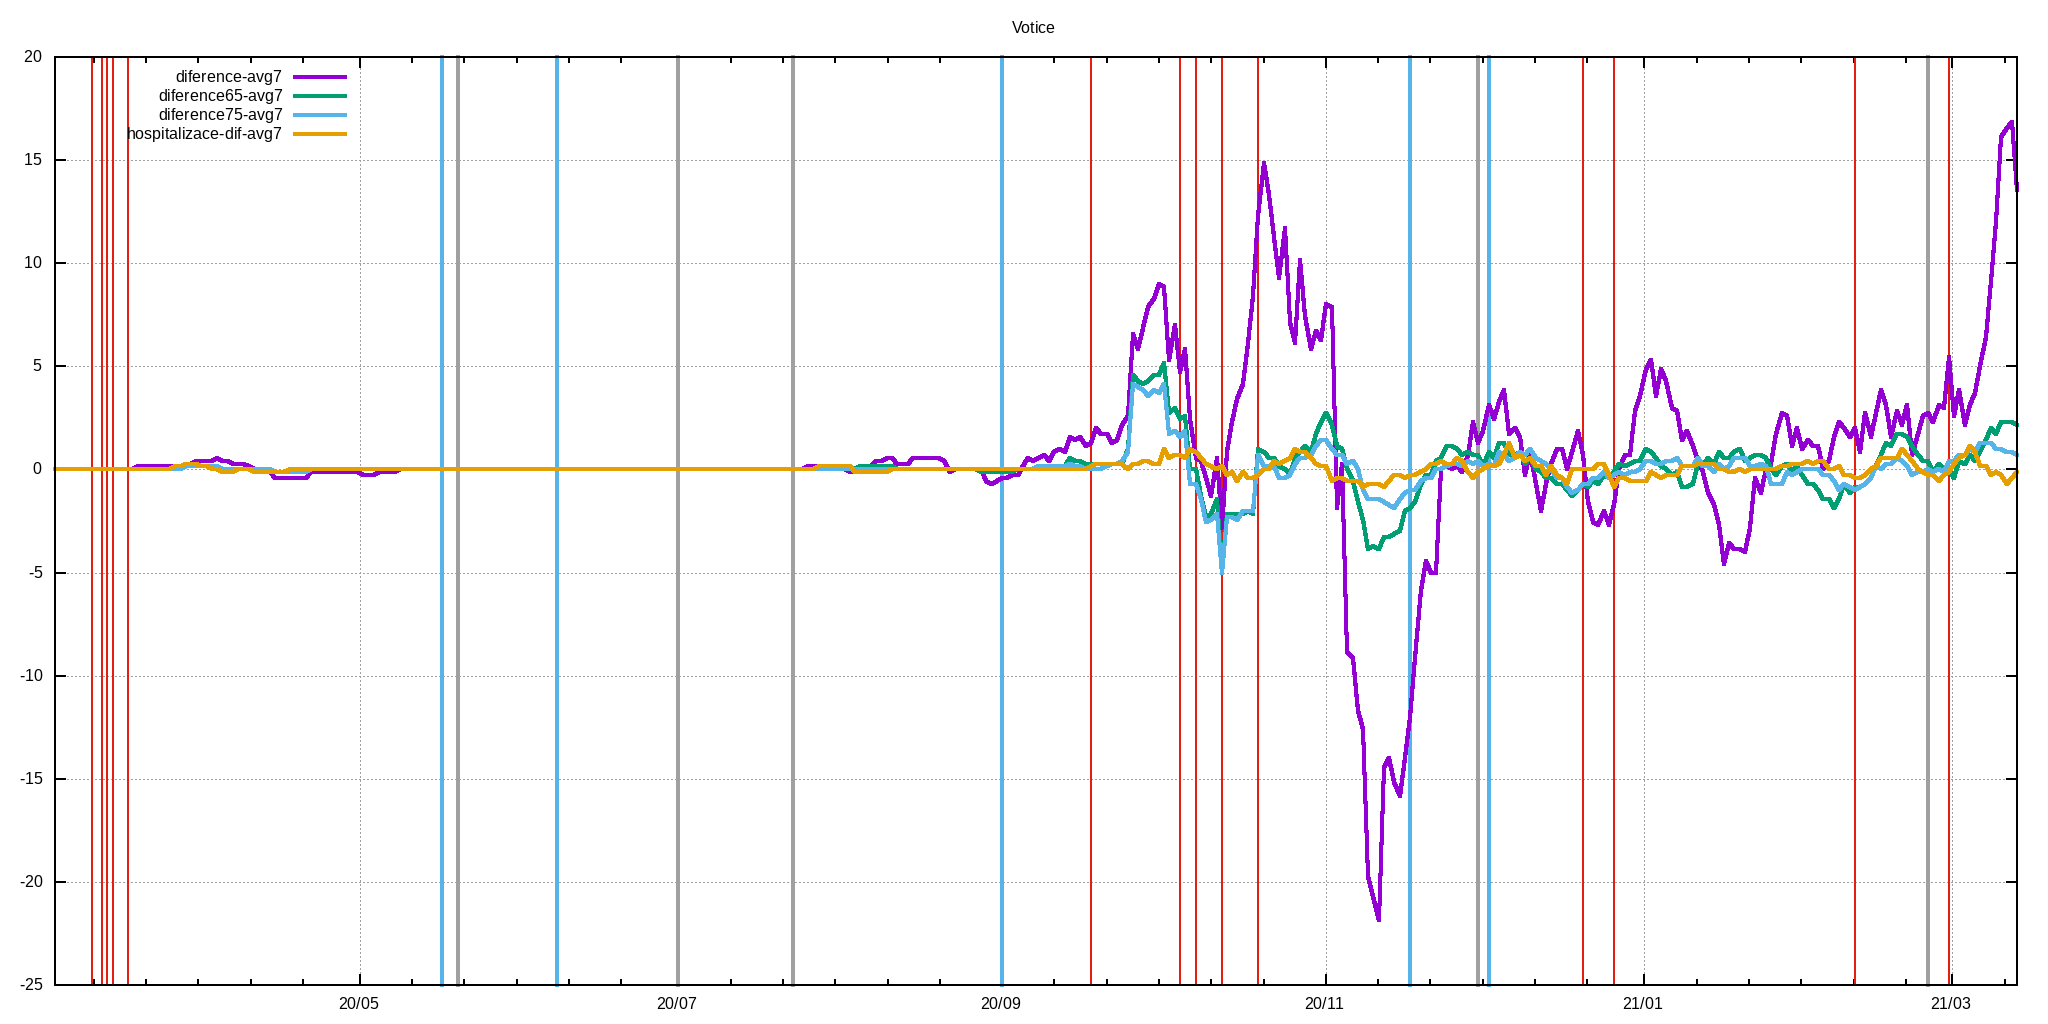 Votice
diference-avg7
diference65-avg7
diference75-avg7
hospitalizace-dif-avg7
20
15
10
5
0
-5
-10
-15
-20
-25
20/05 20/07 20/09 20/11 21/01 21/03